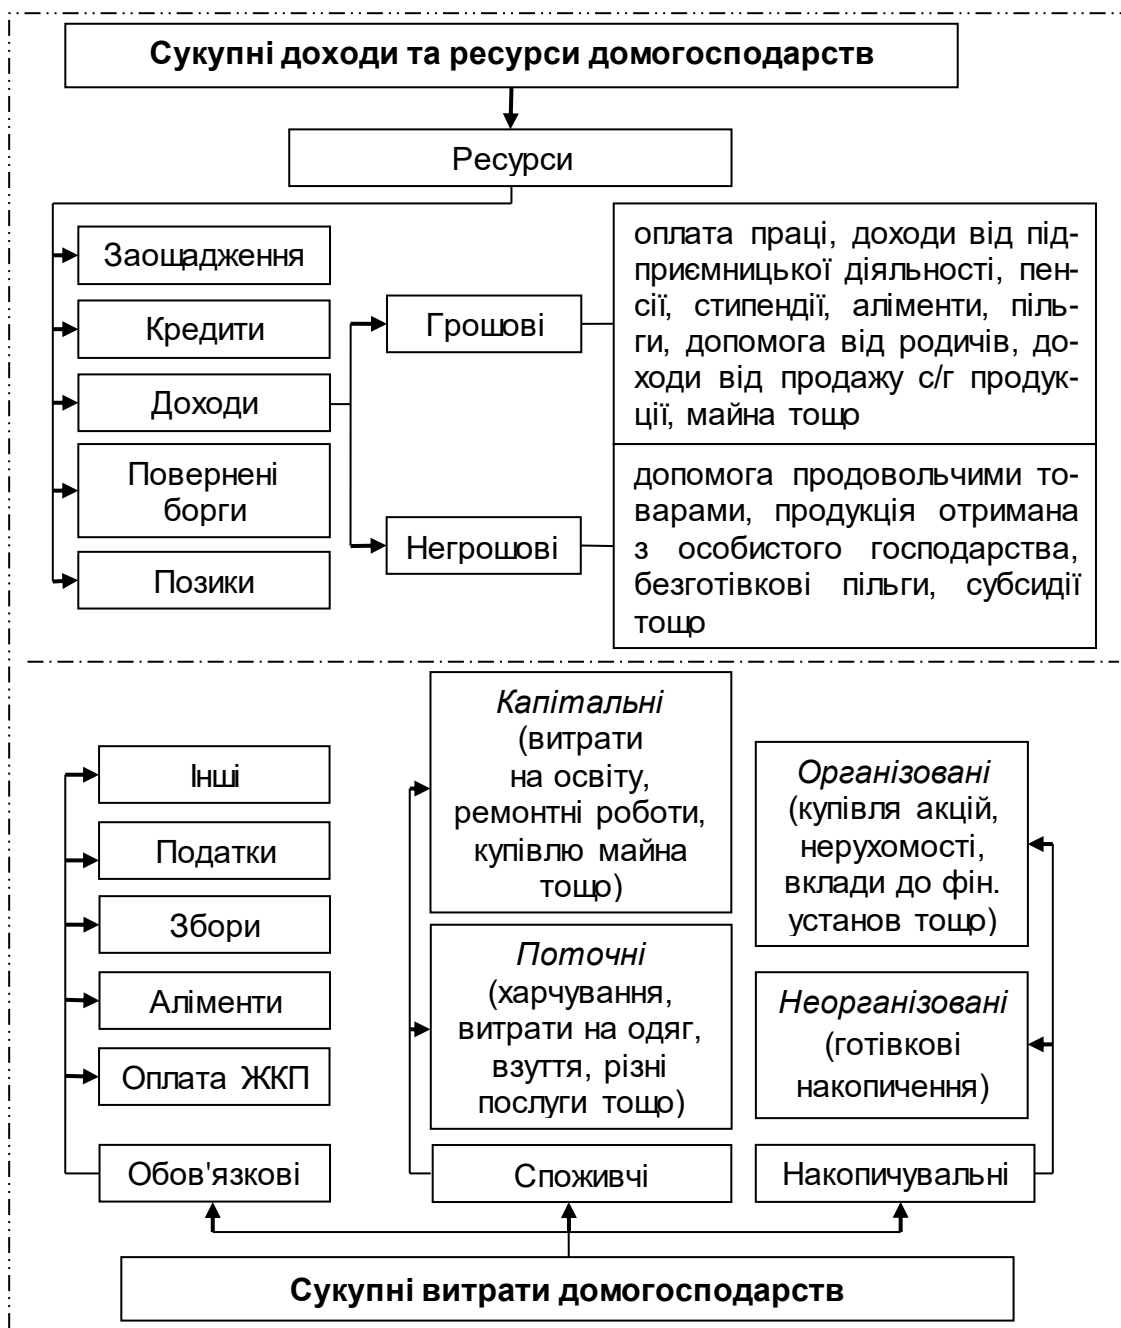 Сукупні доходи та ресурси домогосподарств
Ресурси
Заощадження
Кредити
Доходи
Повернені
борги
Позики
Грошові
Негрошові
оплата праці, доходи від під-
приємницької діяльності, пен-
сії, стипендії, аліменти, піль-
ги, допомога від родичів, до-
ходи від продажу с/г продук-
ції, майна тощо
допомога продовольчими то-
варами, продукція отримана
з особистого господарства,
безготівкові пільги, субсидії
тощо
Інші
Податки
Збори
Аліменти
Оплата ЖКП
Обов'язкові
Капітальні
(витрати
на освіту,
ремонтні роботи,
купівлю майна
тощо)
Поточні
(харчування,
витрати на одяг,
взуття, різні
послуги тощо)
Споживчі
Організовані
(купівля акцій,
нерухомості,
вклади до фін.
установ тощо)
Неорганізовані
(готівкові
накопичення)
Накопичувальні
Сукупні витрати домогосподарств